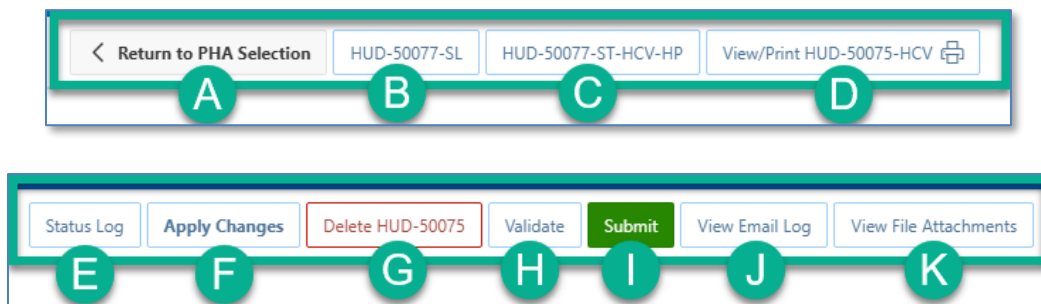 Return to PHA Selection HUD-50077-SL HUD-50077-ST-HCV-HP View/Print HUD-50075-HCV
A B C D
Status Log Apply Changes Delete HUD-50075 Validate Submit View Email Log View File Attachments
E F G H I J K